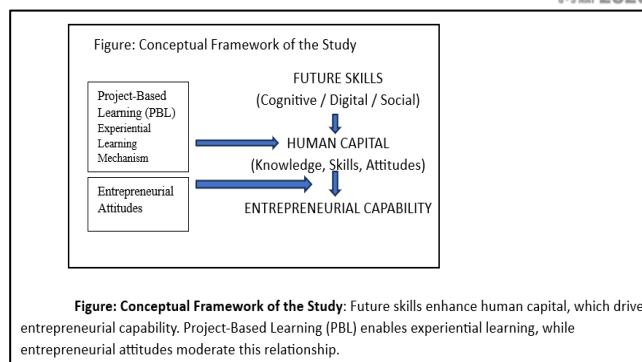 Figure: Conceptual Framework of the Study
FUTURE SKILLS
(Cognitive / Digital / Social)
Project-Based
Learning (PBL)
Experiential
Learning
Mechanism
HUMAN CAPITAL
(Knowledge, Skills, Attitudes)
Entrepreneurial
Attitudes
ENTREPRENEURIAL CAPABILITY
Figure: Conceptual Framework of the Study: Future skills enhance human capital, which drive
entrepreneurial capability. Project-Based Learning (PBL) enables experiential learning, while
entrepreneurial attitudes moderate this relationship.